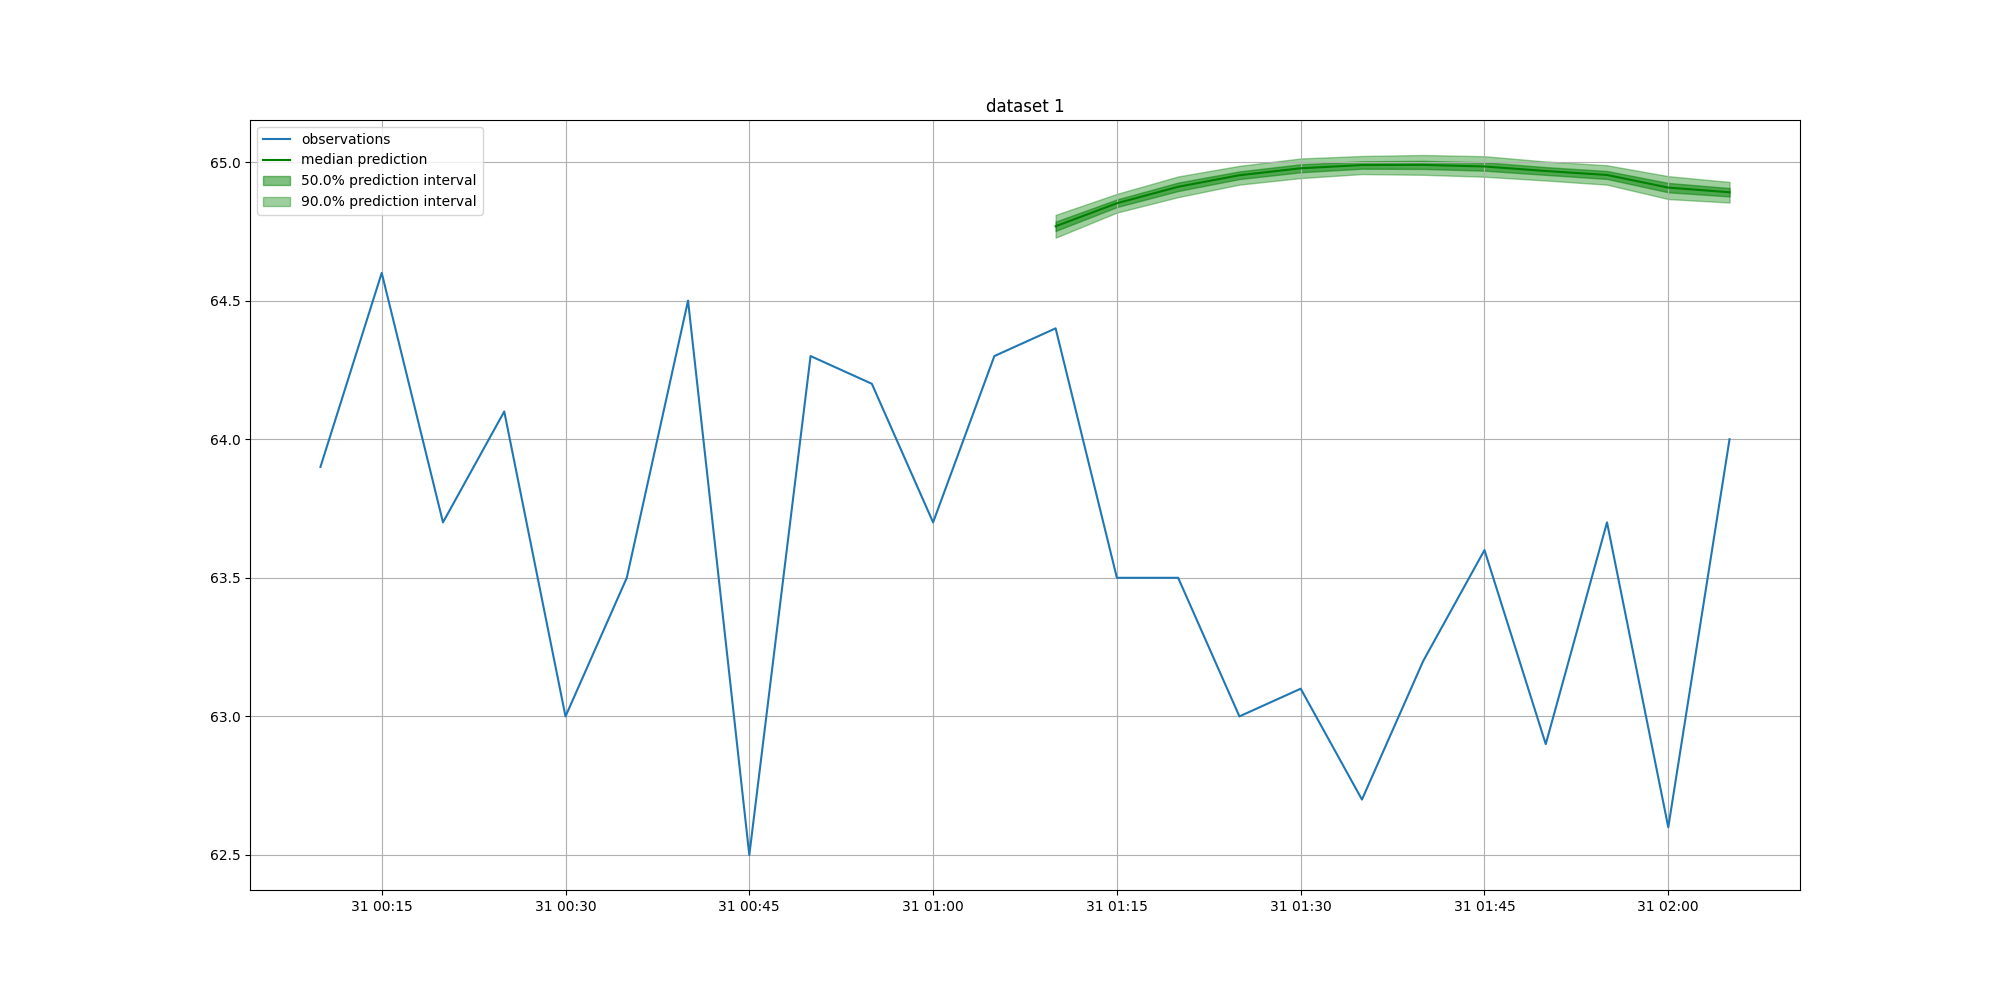 dataset 1
observations
median prediction
50.0% prediction interval
90.0% prediction interval
65.0
64.5
64.0
63.5
63.0
62.5
31 00:15
31 00:30
31 00:45
31 01:00
31 01:15
31 01:30
31 01:45
31 02:00